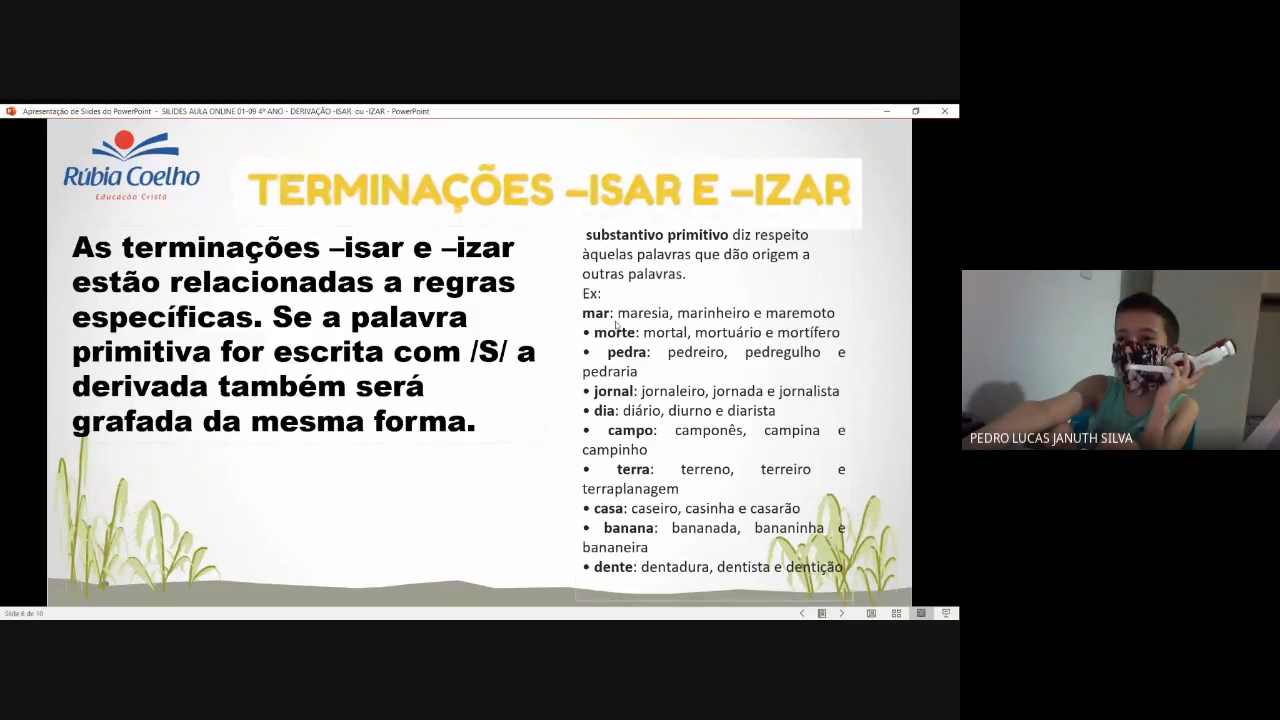 Apresentação de Slides do PowerPoint - SILIDES AULA ONLINE 01-09 4º ANO - DERIVAÇÃO -ISAR ou -IZAR - PowerPoint
Rúbia Coelho
Educação Cristã
TERMINAÇÕES –ISAR E –IZAR
As terminações –isar e –izar
estão relacionadas a regras
específicas. Se a palavra
primitiva for escrita com /S/ a
derivada também será
grafada da mesma forma.
substantivo primitivo diz respeito
àquelas palavras que dão origem a
outras palavras.
Ex:
mar: maresia, marinheiro e maremoto
• morte: mortal, mortuário e mortífero
• pedra: pedreiro, pedregulho e
pedraria
• jornal: jornaleiro, jornada e jornalista
• dia: diário, diurno e diarista
• campo: camponês, campina e
campinho
• terra: terreno, terreiro e
terraplanagem
• casa: caseiro, casinha e casarão
• banana: bananada, bananinha e
bananeira
• dente: dentadura, dentista e dentição
PEDRO LUCAS JANUTH SILVA
Slide 6 de 10